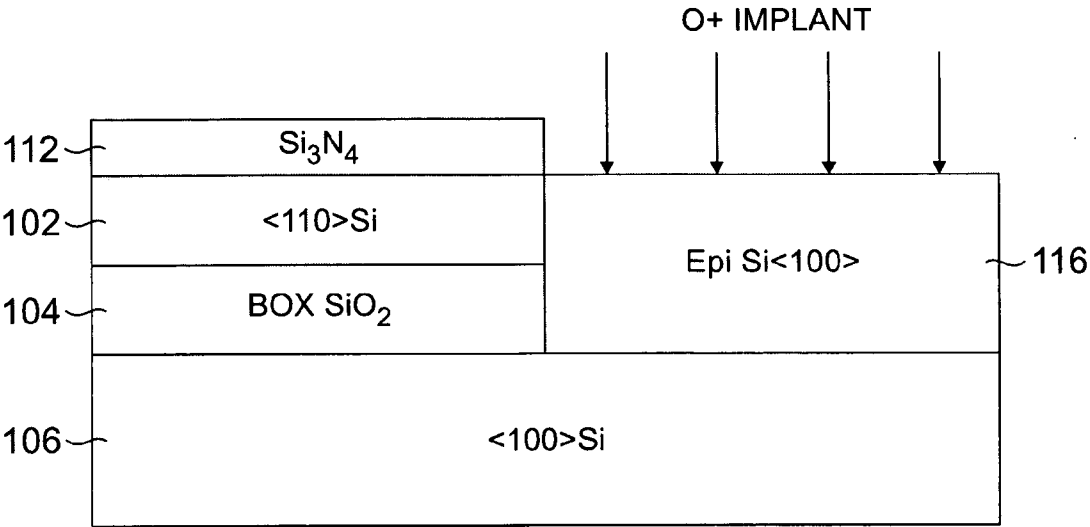 O+ IMPLANT
112
Si3N4
102
<110>Si
Epi Si<100>
116
104
BOX SiO2
106
<100>Si